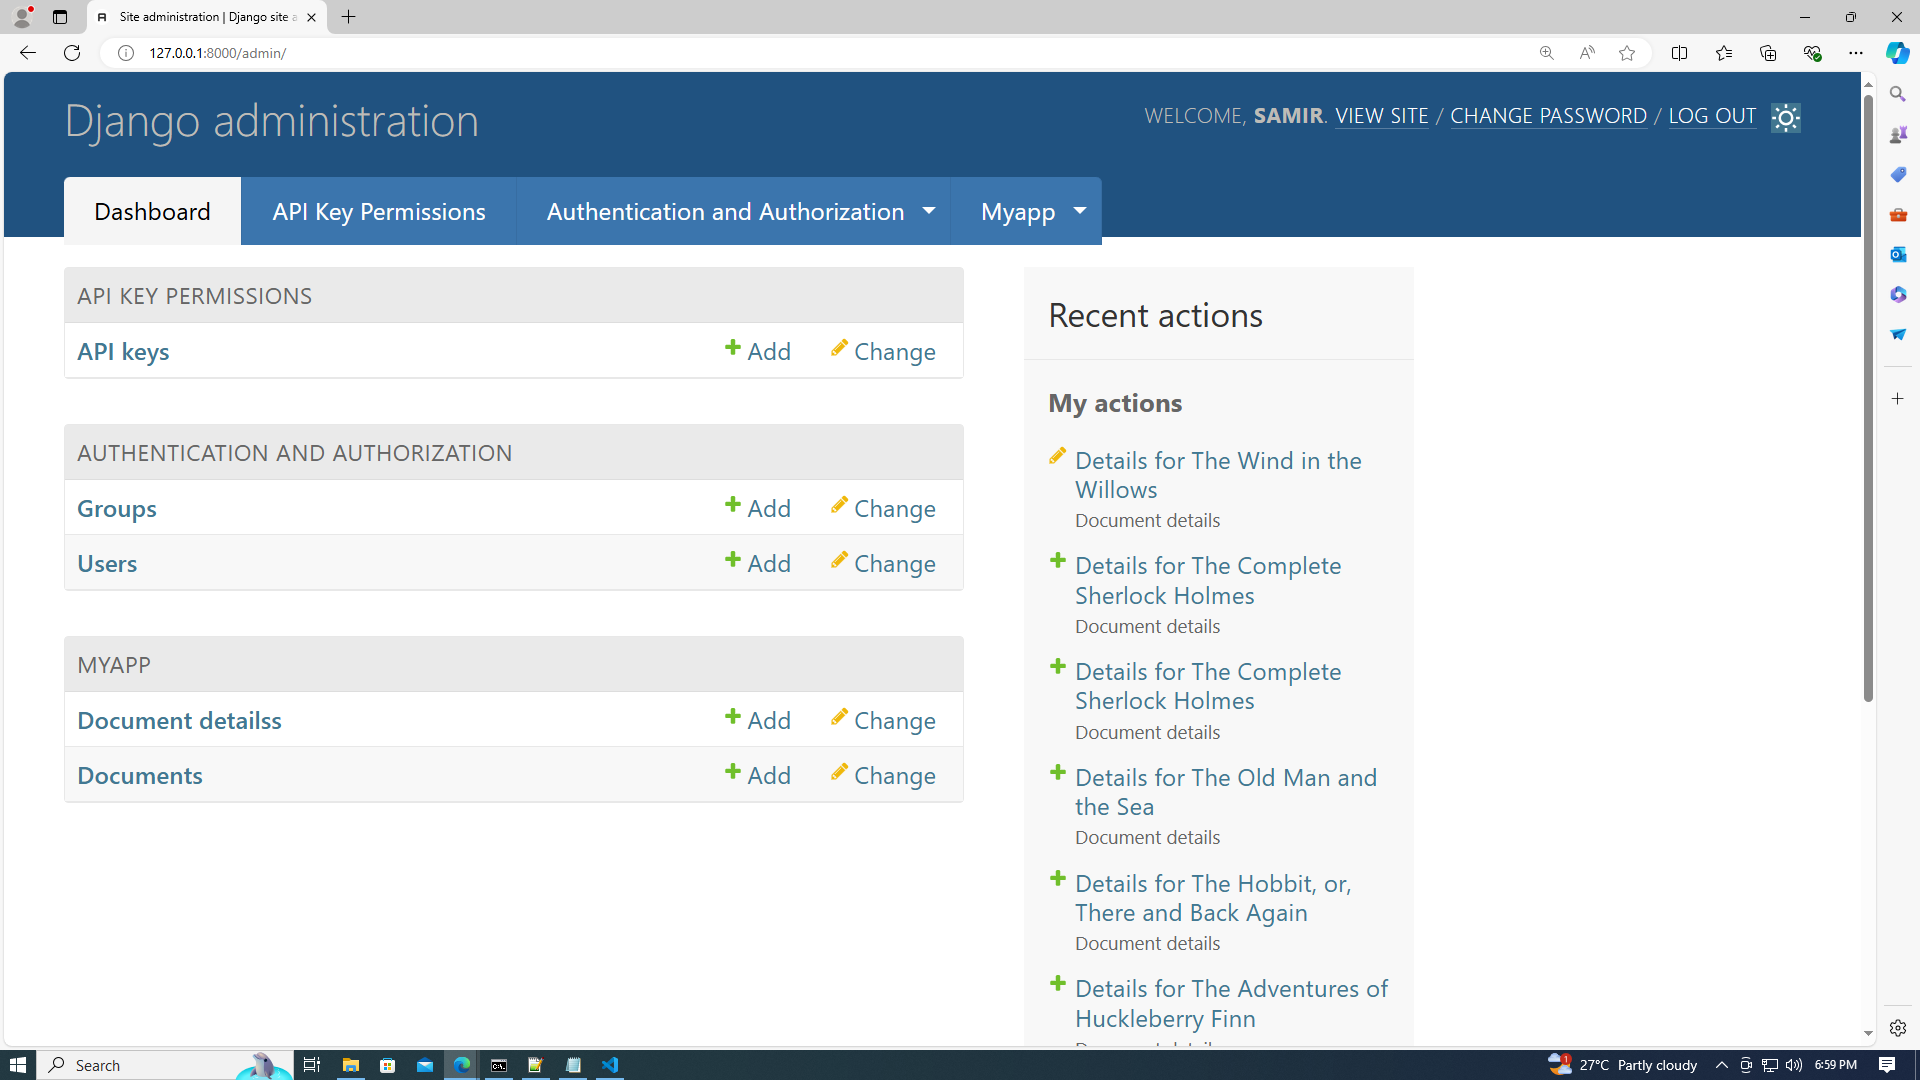 Site administration | Django site a
127.0.0.1:8000/admin/
Django administration
WELCOME, SAMIR. VIEW SITE / CHANGE PASSWORD / LOG OUT
Dashboard API Key Permissions Authentication and Authorization Myapp
API KEY PERMISSIONS
API keys Add Change
AUTHENTICATION AND AUTHORIZATION
Groups Add Change
Users Add Change
MYAPP
Document detailss Add Change
Documents Add Change
Recent actions
My actions
Details for The Wind in the
Willows
Document details
Details for The Complete
Sherlock Holmes
Document details
Details for The Complete
Sherlock Holmes
Document details
Details for The Old Man and
the Sea
Document details
Details for The Hobbit, or,
There and Back Again
Document details
Details for The Adventures of
Huckleberry Finn
Search
27°C Partly cloudy
6:59 PM